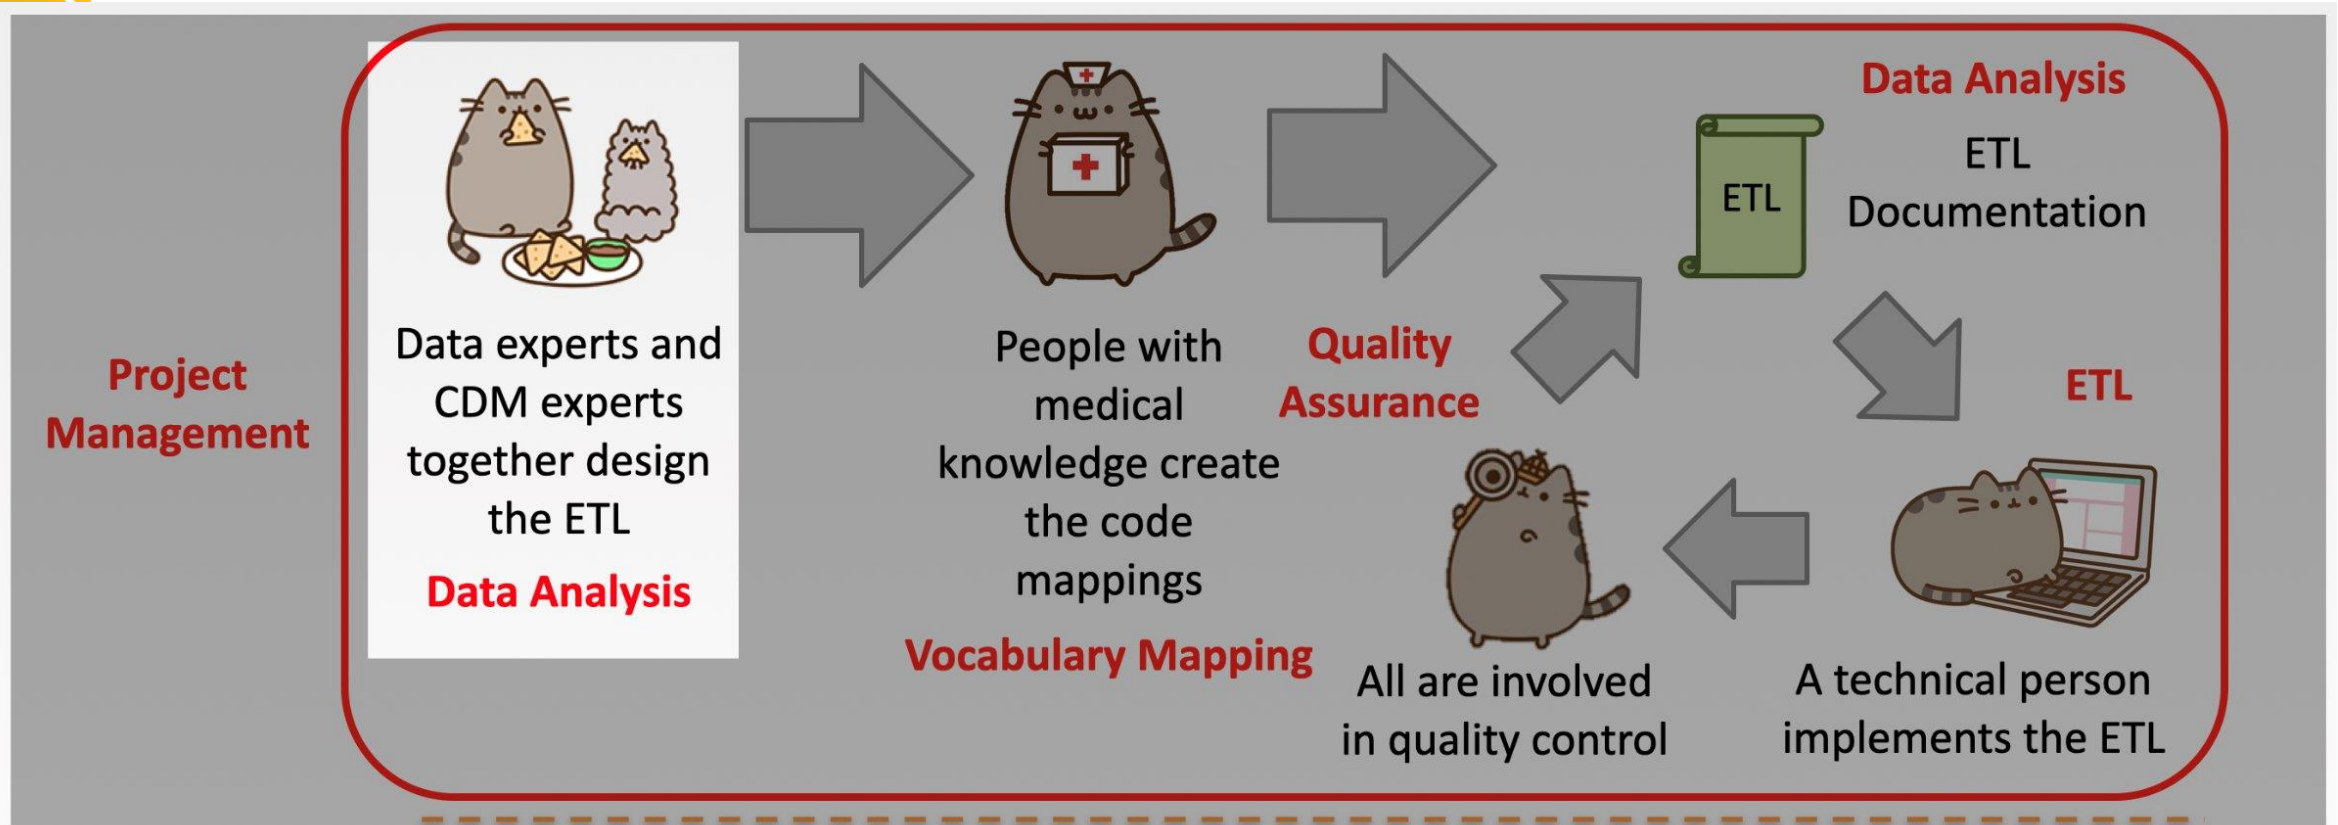 Project
Management
Data experts and
CDM experts
together design
the ETL
Data Analysis
People with
medical
knowledge create
the code
mappings
Vocabulary Mapping
Quality
Assurance
All are involved
in quality control
ETL
Data Analysis
ETL
Documentation
ETL
A technical person
implements the ETL